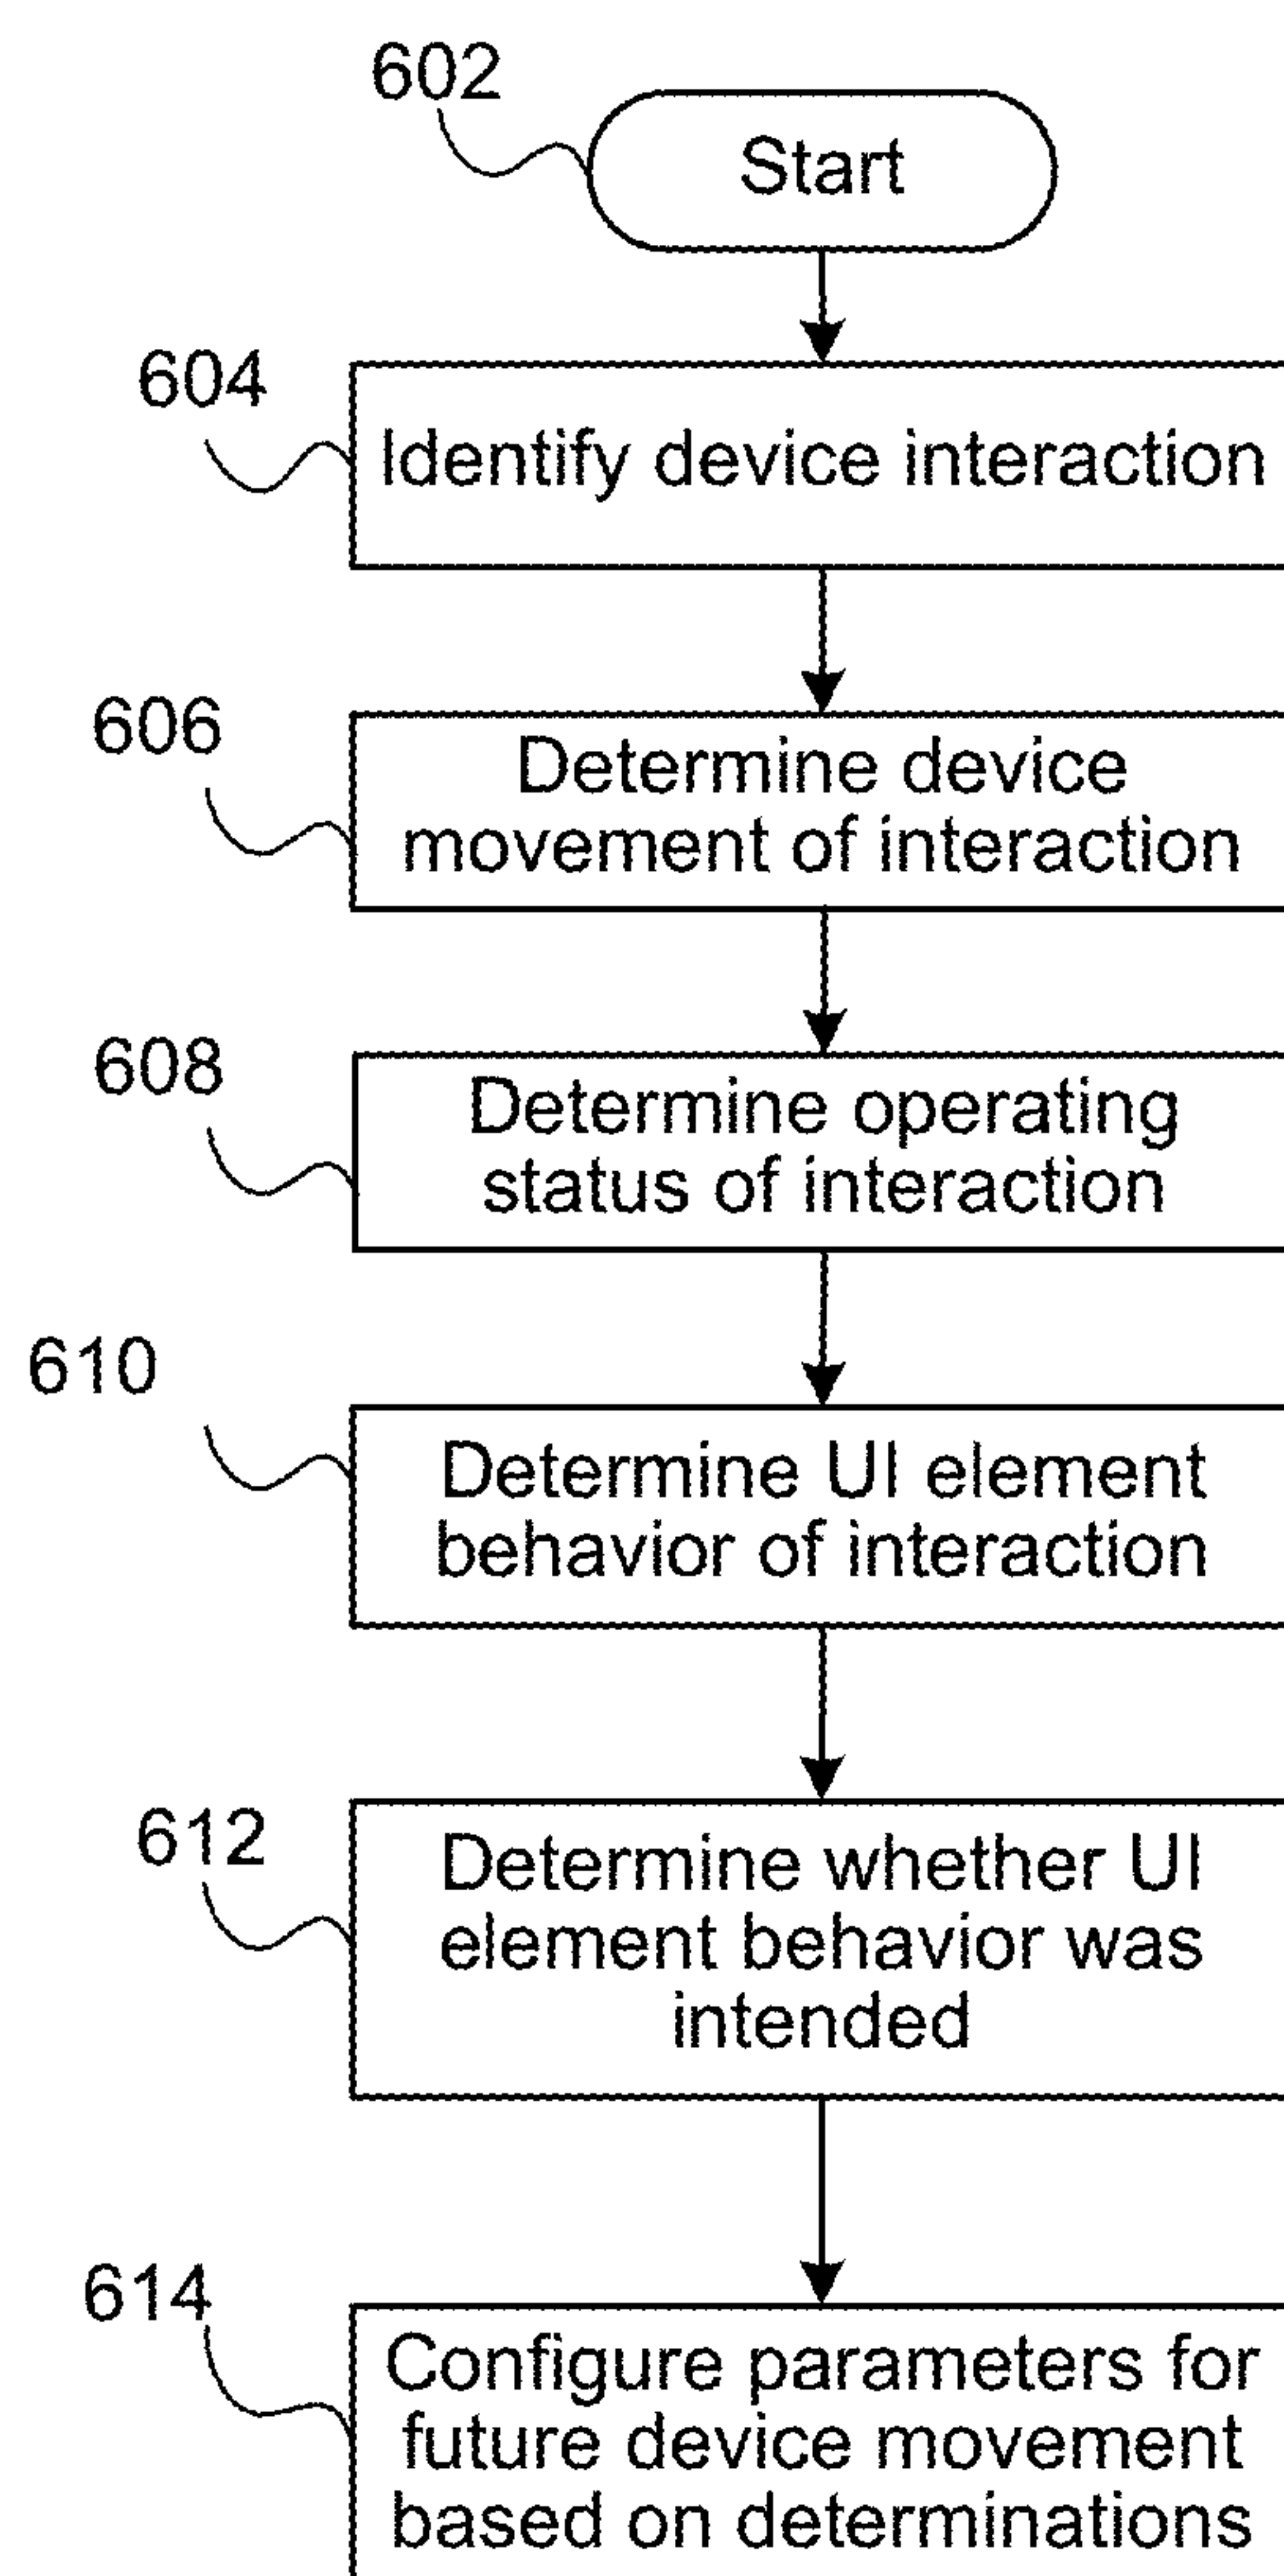 602
Start
604
Identify device interaction
606
Determine device
movement of interaction
608
Determine operating
status of interaction
610
Determine UI element
behavior of interaction
612
Determine whether UI
element behavior was
intended
614
Configure parameters for
future device movement
based on determinations